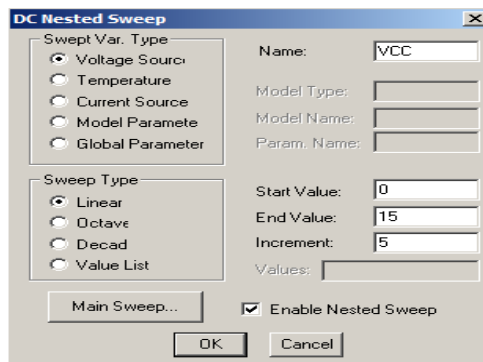 DC Nested Sweep
Swept Var. Type
Voltage Sourc
Temperature
Current Source
Model Paramete
Global Parameter
Name: VCC
Model Type:
Model Name:
Param. Name:
Sweep Type
Linear
Octave
Decad
Value List
Start Value: 0
End Value: 15
Increment: 5
Values:
Main Sweep...
Enable Nested Sweep
OK
Cancel